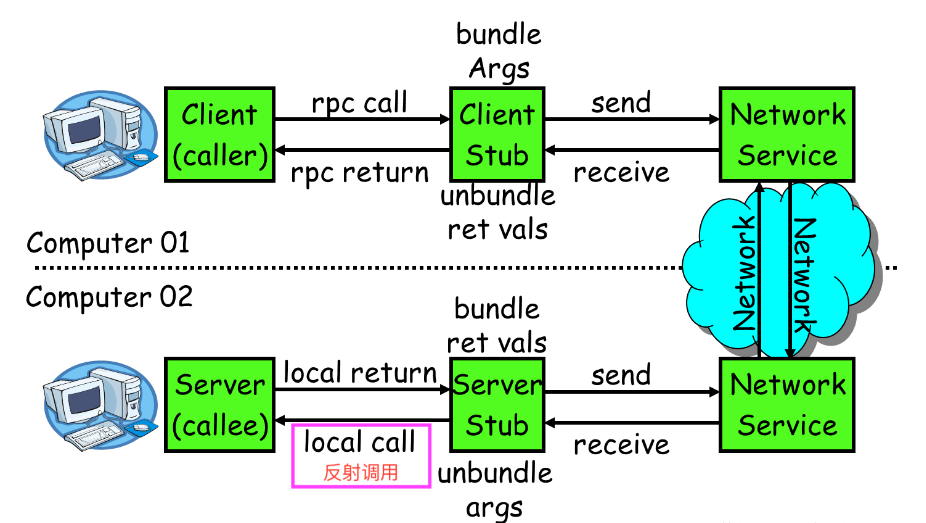 bundle
Args
Client
(caller)
rpc call
rpc return
Client
Stub
send
receive
Network
Service
unbundle
ret vals
Computer 01
Network
Network
Computer 02
bundle
ret vals
Server
(callee)
local return
local call
反射调用
Server
Stub
send
receive
Network
Service
unbundle
args